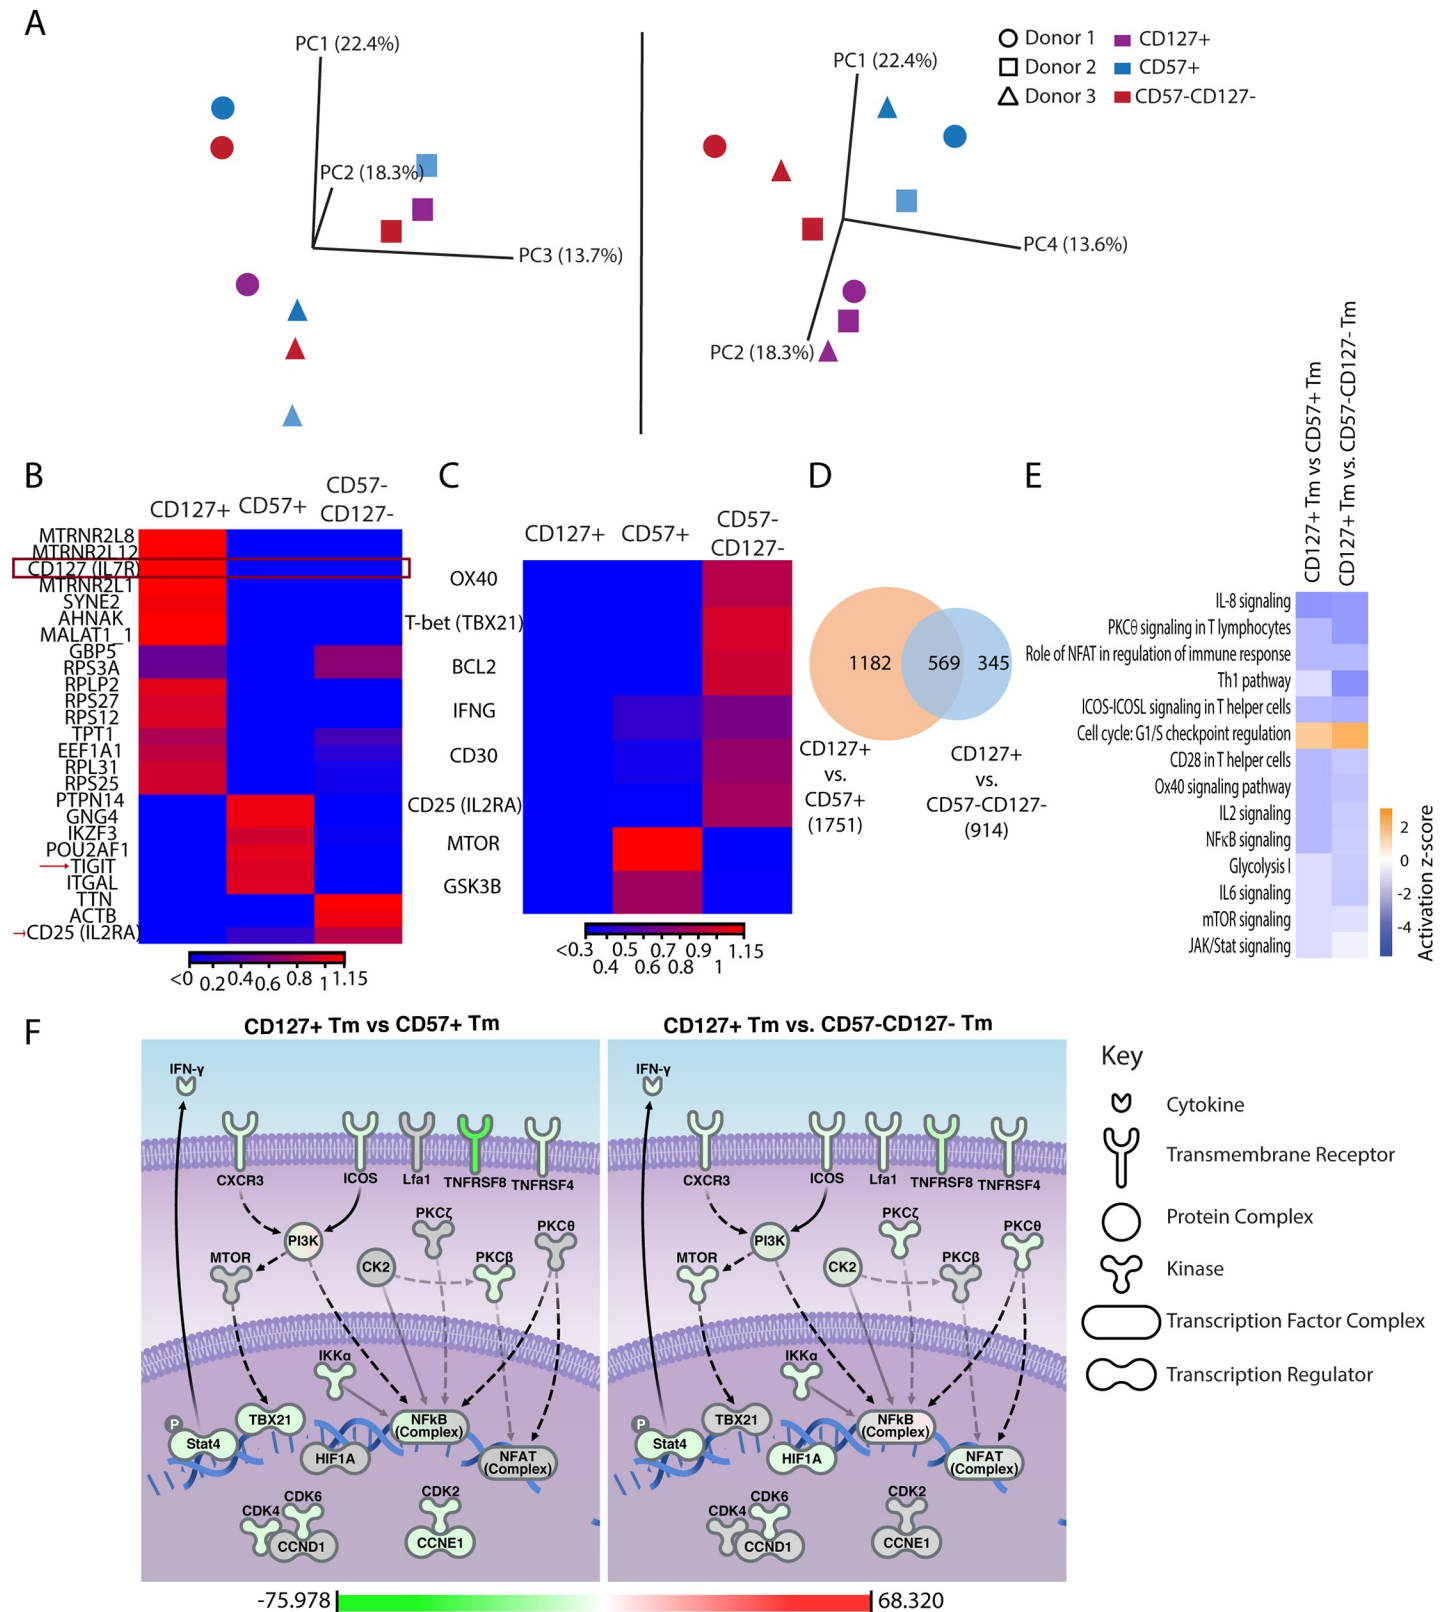 A
PC1 (22.4%)
PC2 (18.3%)
PC3 (13.7%)
PC1 (22.4%)
PC4 (13.6%)
PC2 (18.3%)
Donor 1
CD127+
Donor 2
CD57+
Donor 3
CD57-CD127-
B
CD127+
CD57+
CD57-
CD127-
MTRNR2L8
MTRNR2L12
CD127 (IL7R)
MTRNR2L1
SYNE2
AHNAK
MALAT1_1
GBP5
RPS3A
RPLP2
RPS27
RPS12
TPT1
EEF1A1
RPL31
RPS25
PTPN14
GNG4
IKZF3
POU2AF1
TIGIT
ITGAL
TTN
ACTB
CD25 (IL2RA)
<0 0.2 0.4 0.6 0.8 1 1.15
C
CD127+
CD57+
CD57-
CD127-
OX40
T-bet (TBX21)
BCL2
IFNG
CD30
CD25 (IL2RA)
MTOR
GSK3B
<0.3 0.4 0.5 0.6 0.7 0.8 0.9 1 1.15
D
1182
569
345
CD127+
vs.
CD57+
(1751)
CD127+
vs.
CD57-CD127-
(914)
E
CD127+ Tm vs CD57+ Tm
CD127+ Tm vs. CD57-CD127- Tm
IL-8 signaling
PKCθ signaling in T lymphocytes
Role of NFAT in regulation of immune response
Th1 pathway
ICOS-ICOSL signaling in T helper cells
Cell cycle: G1/S checkpoint regulation
CD28 in T helper cells
Ox40 signaling pathway
IL2 signaling
NFκB signaling
Glycolysis I
IL6 signaling
mTOR signaling
JAK/Stat signaling
2
0
-2
-4
Activation z-score
F
CD127+ Tm vs CD57+ Tm
IFN-γ
CXCR3
ICOS
Lfa1
TNFRSF8
TNFRSF4
PI3K
PKCζ
PKCθ
MTOR
CK2
PKCβ
IKKα
P
Stat4
TBX21
HIF1A
NFkB
(Complex)
NFAT
(Complex)
CDK4
CDK6
CCND1
CDK2
CCNE1
CD127+ Tm vs. CD57-CD127- Tm
IFN-γ
CXCR3
ICOS
Lfa1
TNFRSF8
TNFRSF4
PI3K
PKCζ
PKCθ
MTOR
CK2
PKCβ
IKKα
P
Stat4
TBX21
HIF1A
NFkB
(Complex)
NFAT
(Complex)
CDK4
CDK6
CCND1
CDK2
CCNE1
Key
Cytokine
Transmembrane Receptor
Protein Complex
Kinase
Transcription Factor Complex
Transcription Regulator
-75.978
68.320